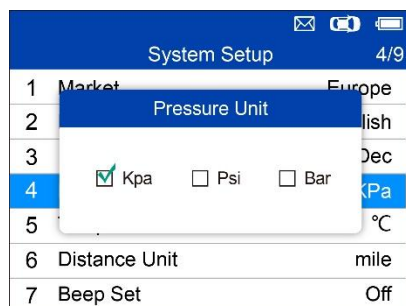 System Setup 4/9
1 Market Europe
Pressure Unit
2 lish
3 Dec
Kpa Psi Bar
4 KPa
5 °C
6 Distance Unit mile
7 Beep Set Off